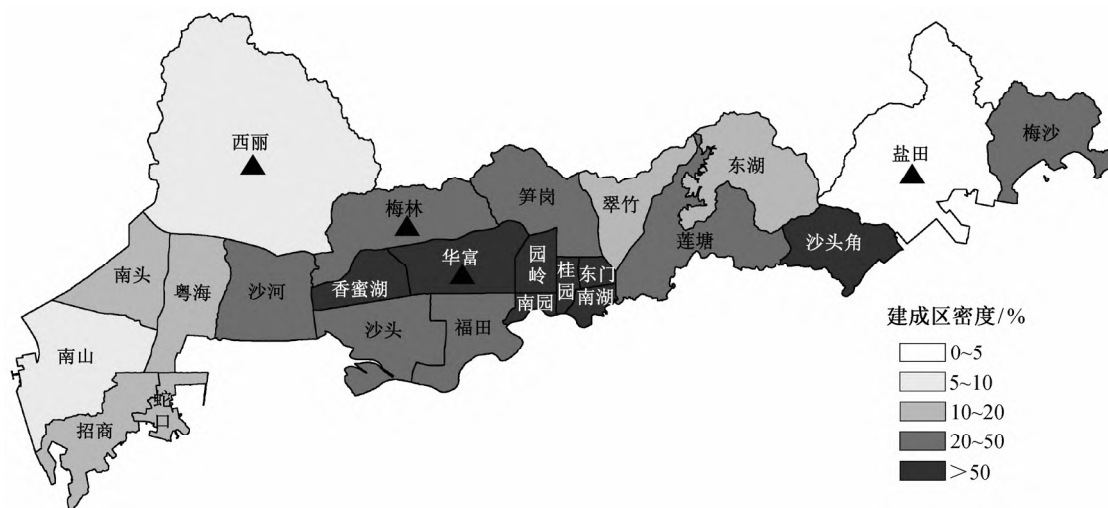 西丽
盐田
梅沙
东湖
梅林
笋岗
翠竹
莲塘
沙头角
南头
粤海
沙河
香蜜湖
华富
园
岭
桂
园
东门
南园
南湖
沙头
福田
南山
招商
蛇
口
建成区密度/%
0~5
5~10
10~20
20~50
>50